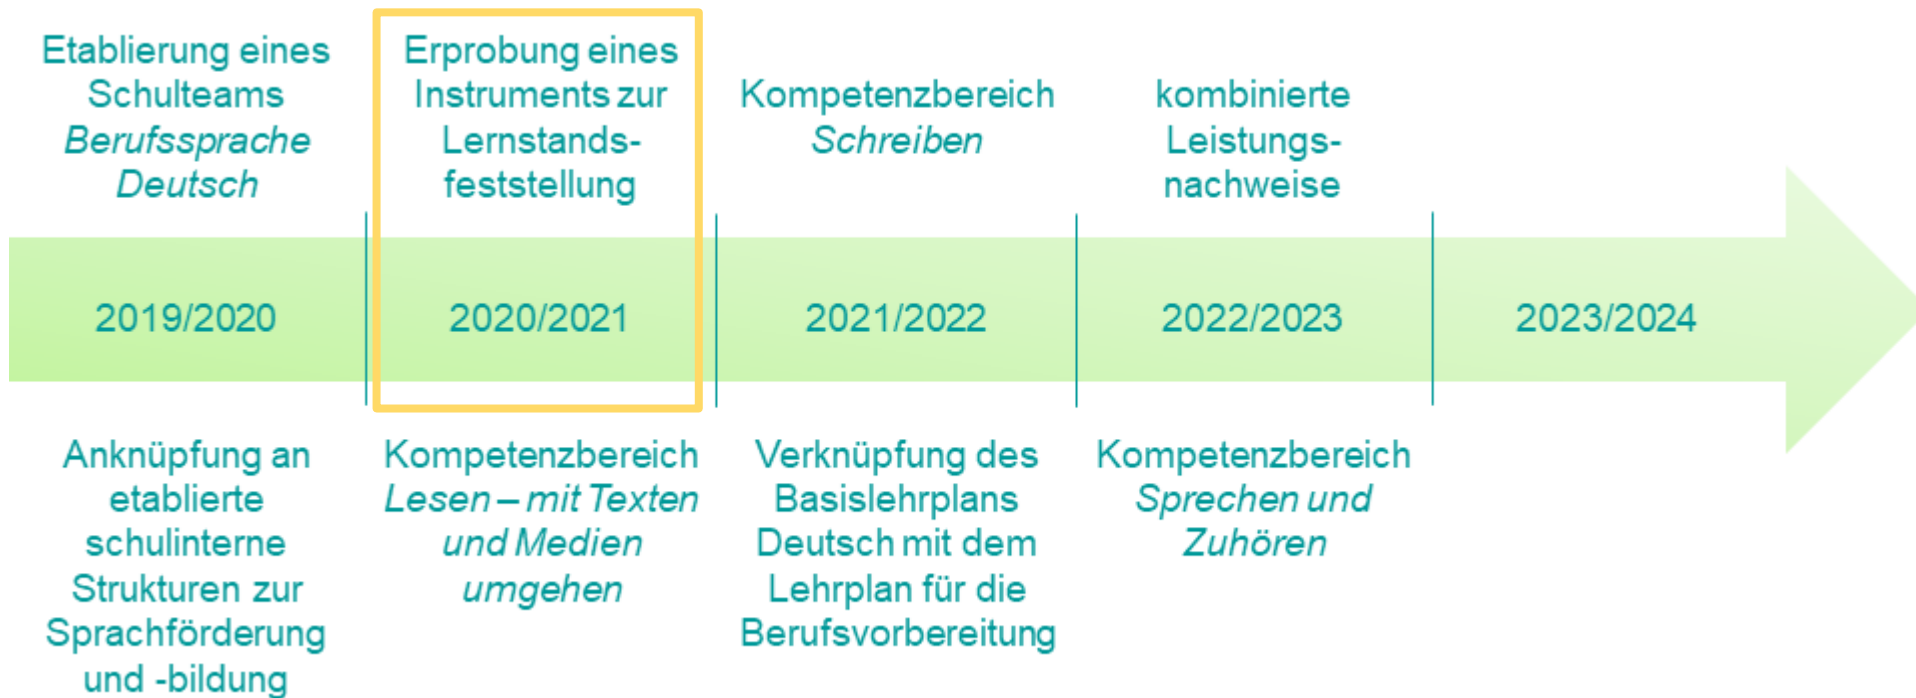 Etablierung eines
Schulteams
Berufssprache
Deutsch
Erprobung eines
Instruments zur
Lernstands-
feststellung
Kompetenzbereich
Schreiben
kombinierte
Leistungs-
nachweise
2019/2020
2020/2021
2021/2022
2022/2023
2023/2024
Anknüpfung an
etablierte
schulinterne
Strukturen zur
Sprachförderung
und -bildung
Kompetenzbereich
Lesen – mit Texten
und Medien
umgehen
Verknüpfung des
Basislehrplans
Deutsch mit dem
Lehrplan für die
Berufsvorbereitung
Kompetenzbereich
Sprechen und
Zuhören